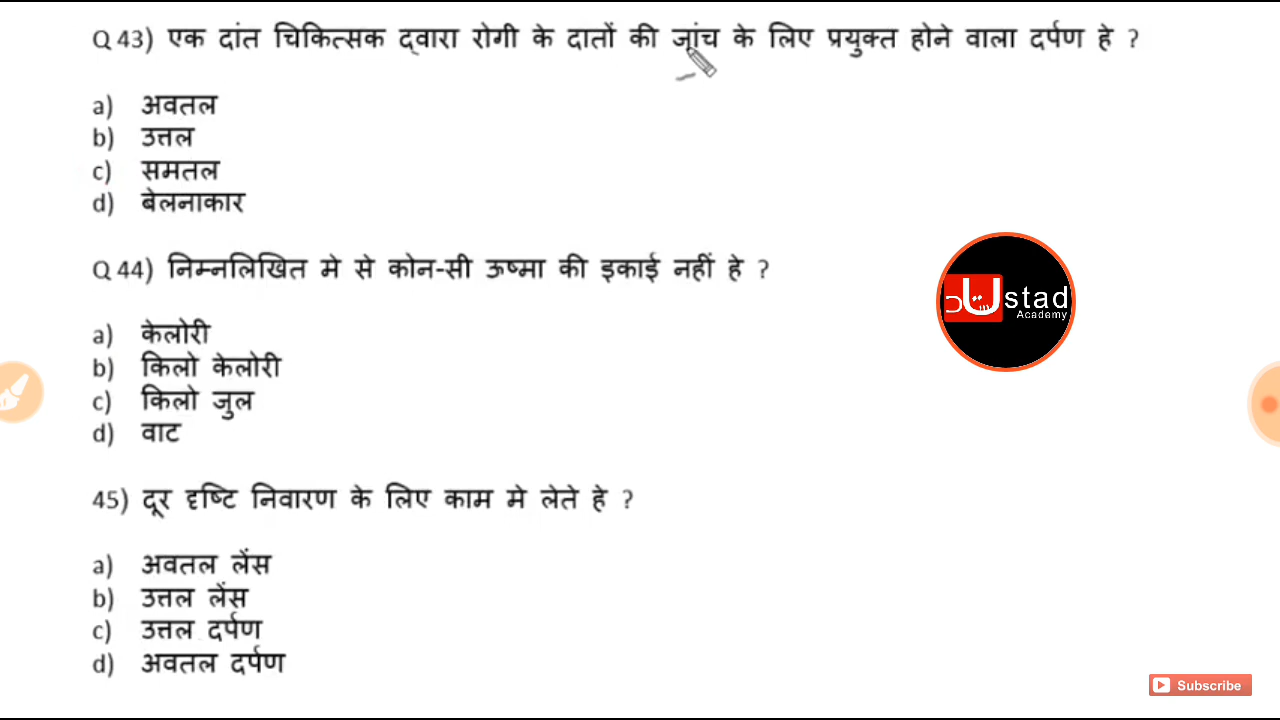 Q 43) एक दांत चिकित्सक द्वारा रोगी के दातों की जांच के लिए प्रयुक्त होने वाला दर्पण हे ?
a) अवतल
b) उत्तल
c) समतल
d) बेलनाकार
Q 44) निम्नलिखित मे से कोन-सी ऊष्मा की इकाई नहीं हे ?
a) केलोरी
b) किलो केलोरी
c) किलो जुल
d) वाट
45) दूर दृष्टि निवारण के लिए काम मे लेते हे ?
a) अवतल लेंस
b) उत्तल लेंस
c) उत्तल दर्पण
d) अवतल दर्पण
Ustad
Academy
Subscribe